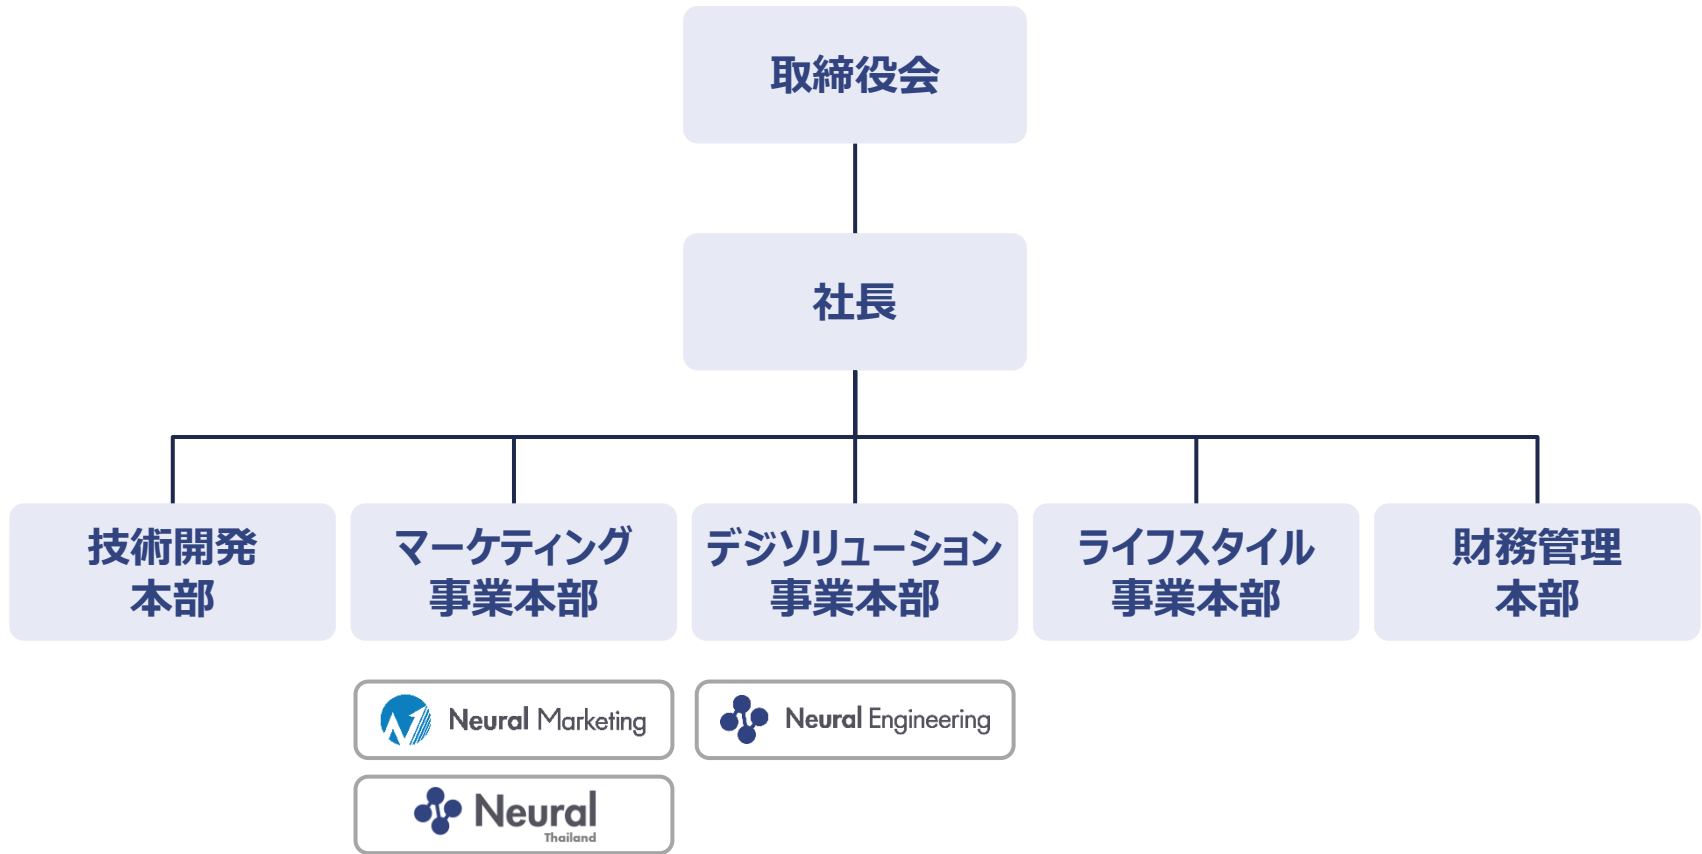 取締役会
社長
技術開発
本部
マーケティング
事業本部
デジソリューション
事業本部
ライフスタイル
事業本部
財務管理
本部
Neural Marketing
Neural Engineering
Neural
Thailand